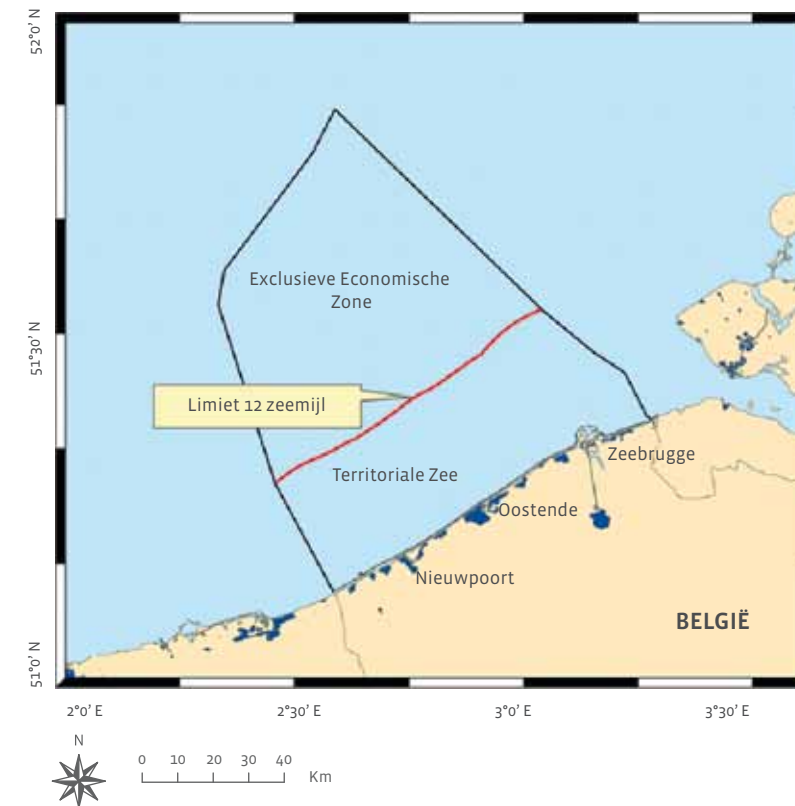 52°0' N
Exclusieve Economische
Zone
51°30' N
Limiet 12 zeemijl
Territoriale Zee
Zeebrugge
Oostende
Nieuwpoort
BELGIË
51°0' N
2°0' E
2°30' E
3°0' E
3°30' E
N
0 10 20 30 40
Km